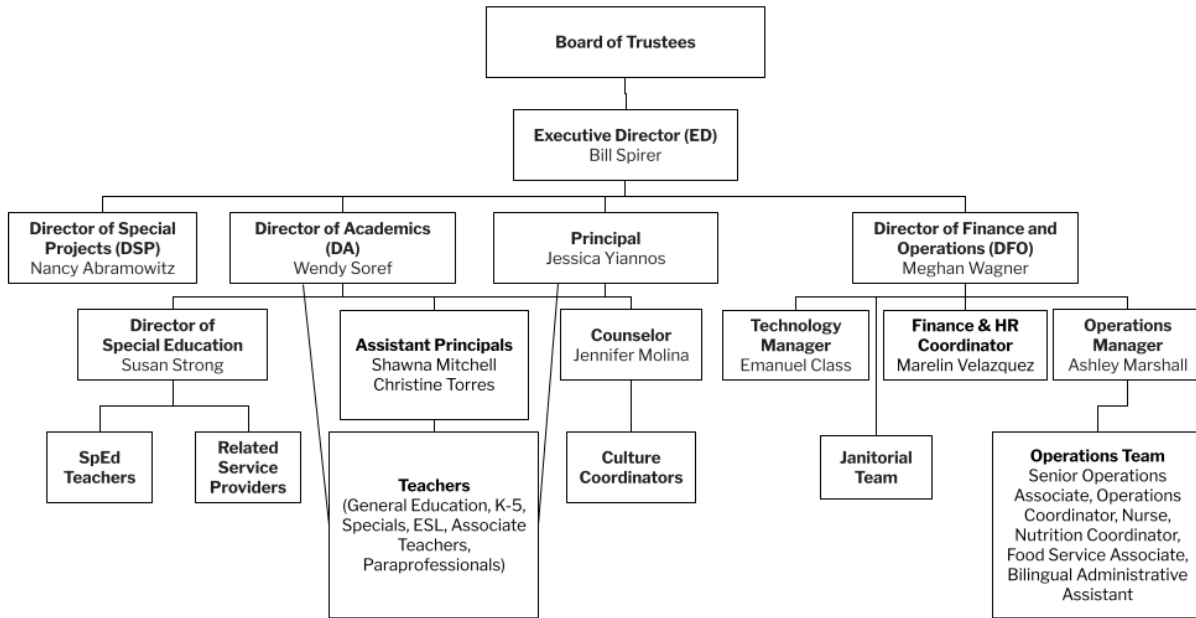 Board of Trustees
Executive Director (ED)
Bill Spirer
Director of Special
Projects (DSP)
Nancy Abramowitz
Director of Academics
(DA)
Wendy Soref
Principal
Jessica Yiannos
Director of Finance and
Operations (DFO)
Meghan Wagner
Director of
Special Education
Susan Strong
Assistant Principals
Shawna Mitchell
Christine Torres
Counselor
Jennifer Molina
Technology
Manager
Emanuel Class
Finance & HR
Coordinator
Marelin Velazquez
Operations
Manager
Ashley Marshall
SpEd
Teachers
Related
Service
Providers
Teachers
(General Education, K-5,
Specials, ESL, Associate
Teachers,
Paraprofessionals)
Culture
Coordinators
Janitorial
Team
Operations Team
Senior Operations
Associate, Operations
Coordinator, Nurse,
Nutrition Coordinator,
Food Service Associate,
Bilingual Administrative
Assistant